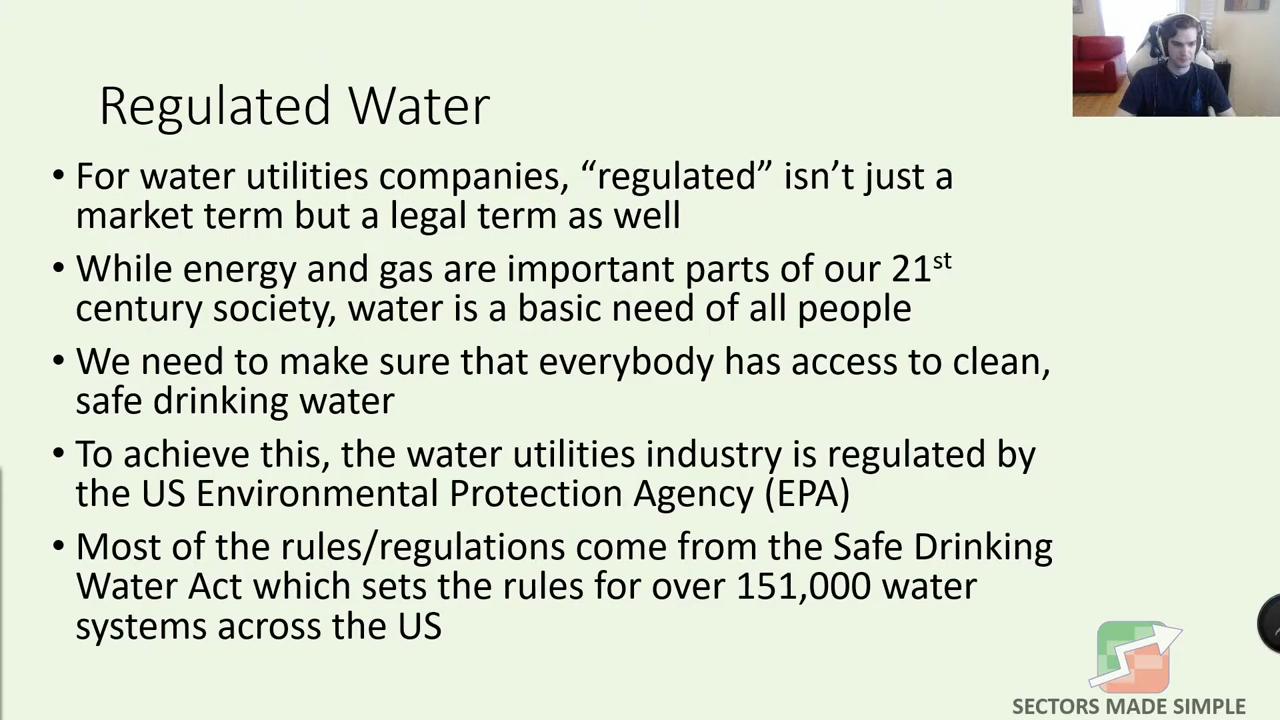 Regulated Water
• For water utilities companies, “regulated” isn’t just a
market term but a legal term as well
• While energy and gas are important parts of our 21st
century society, water is a basic need of all people
• We need to make sure that everybody has access to clean,
safe drinking water
• To achieve this, the water utilities industry is regulated by
the US Environmental Protection Agency (EPA)
• Most of the rules/regulations come from the Safe Drinking
Water Act which sets the rules for over 151,000 water
systems across the US
SECTORS MADE SIMPLE